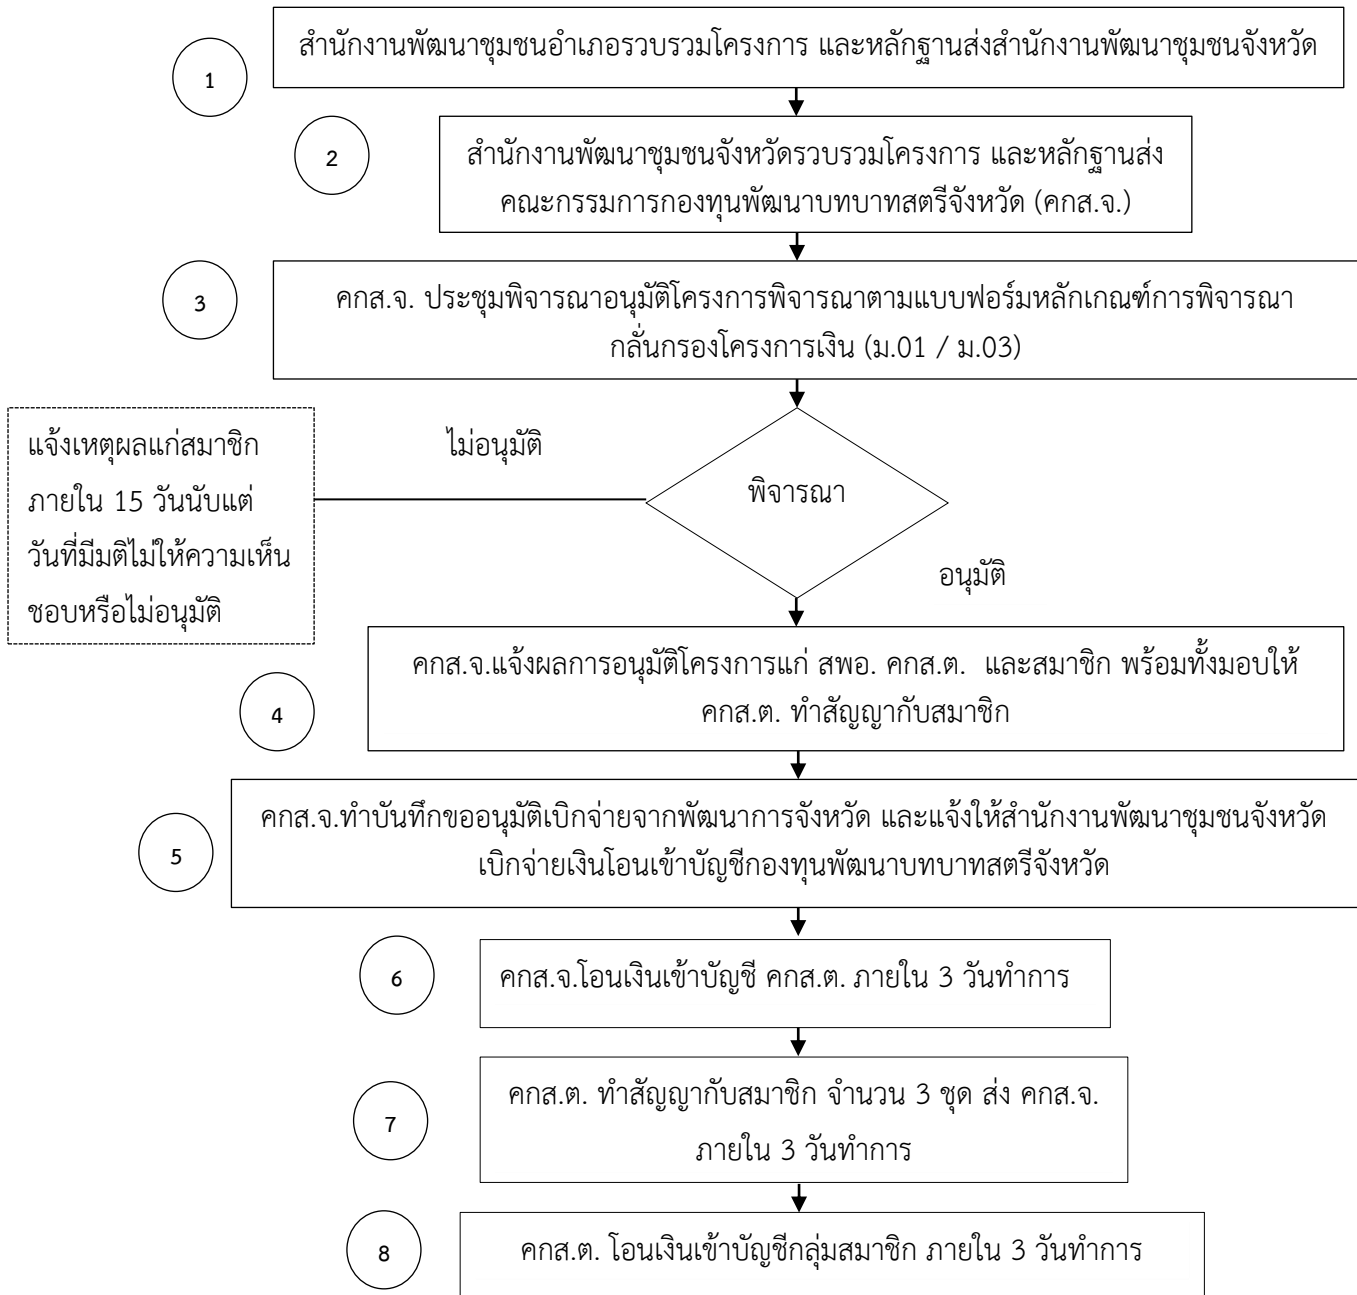 1
สำนักงานพัฒนาชุมชนอำเภอรวบรวมโครงการ และหลักฐานส่งสำนักงานพัฒนาชุมชนจังหวัด
2
สำนักงานพัฒนาชุมชนจังหวัดรวบรวมโครงการ และหลักฐานส่ง
คณะกรรมการกองทุนพัฒนาบทบาทสตรีจังหวัด (คกส.จ.)
3
คกส.จ. ประชุมพิจารณาอนุมัติโครงการพิจารณาตามแบบฟอร์มหลักเกณฑ์การพิจารณา
กลั่นกรองโครงการเงิน (ม.01 / ม.03)
พิจารณา
ไม่อนุมัติ
แจ้งเหตุผลแก่สมาชิก
ภายใน 15 วันนับแต่
วันที่มีมติไม่ให้ความเห็น
ชอบหรือไม่อนุมัติ
อนุมัติ
4
คกส.จ.แจ้งผลการอนุมัติโครงการแก่ สพอ. คกส.ต.  และสมาชิก พร้อมทั้งมอบให้
คกส.ต. ทำสัญญากับสมาชิก
5
คกส.จ.ทำบันทึกขออนุมัติเบิกจ่ายจากพัฒนาการจังหวัด และแจ้งให้สำนักงานพัฒนาชุมชนจังหวัด
เบิกจ่ายเงินโอนเข้าบัญชีกองทุนพัฒนาบทบาทสตรีจังหวัด
6
คกส.จ.โอนเงินเข้าบัญชี คกส.ต. ภายใน 3 วันทำการ
7
คกส.ต. ทำสัญญากับสมาชิก จำนวน 3 ชุด ส่ง คกส.จ.
ภายใน 3 วันทำการ
8
คกส.ต. โอนเงินเข้าบัญชีกลุ่มสมาชิก ภายใน 3 วันทำการ